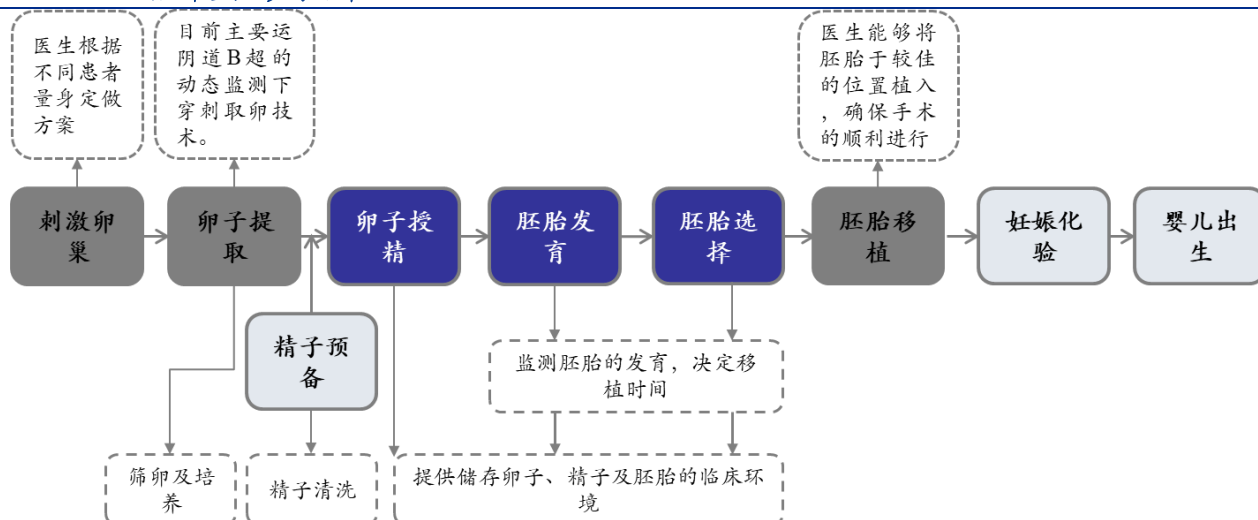 医生根据
不同患者
量身定做
方案
目前主要运
阴道B超的
动态监测下
穿刺取卵技
术。
医生能够将
胚胎于较佳
的位置植入
，确保手术
的顺利进行
刺激卵
巢
卵子提
取
卵子授
精
胚胎发
育
胚胎选
择
胚胎移
植
妊娠化
验
婴儿出
生
精子预
备
监测胚胎的发育，决定移
植时间
筛卵及培
养
精子清洗
提供储存卵子、精子及胚胎的临床环
境